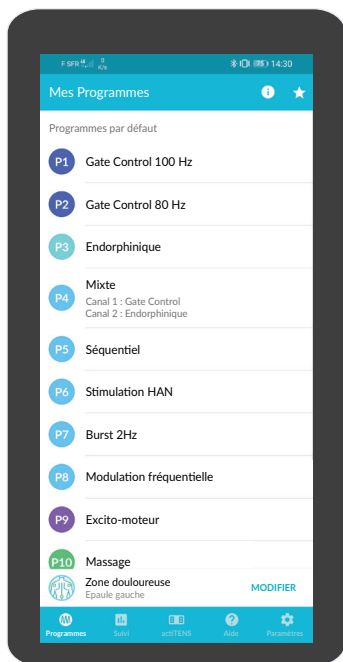 F SFR 0 K/s 14:30
Mes Programmes
Programmes par défaut
P1 Gate Control 100 Hz
P2 Gate Control 80 Hz
P3 Endorphinique
P4 Mixte
Canal 1 : Gate Control
Canal 2 : Endorphinique
P5 Séquentiel
P6 Stimulation HAN
P7 Burst 2Hz
P8 Modulation fréquentielle
P9 Excito-moteur
P10 Massage
Zone douloureuse
Epaule gauche
MODIFIER
Programmes Suivi actiTENS Aide Paramètres